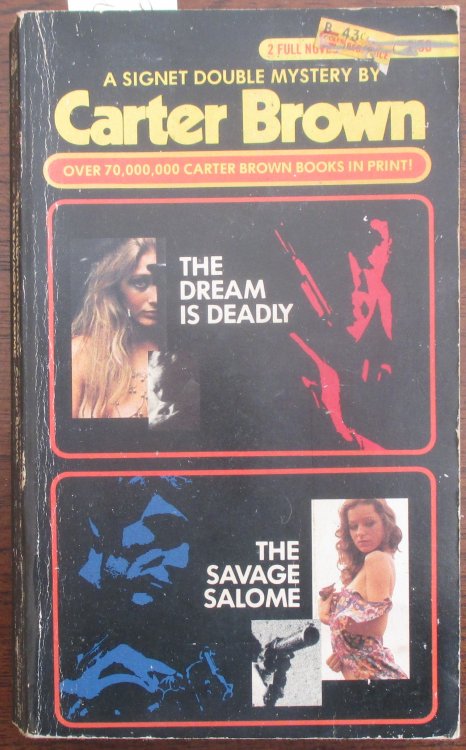 2 FULL
A SIGNET DOUBLE MYSTERY BY
Carter Brown
OVER 70,000,000 CARTER BROWN BOOKS IN PRINT!
THE
DREAM
IS DEADLY
THE
SAVAGE
SALOME